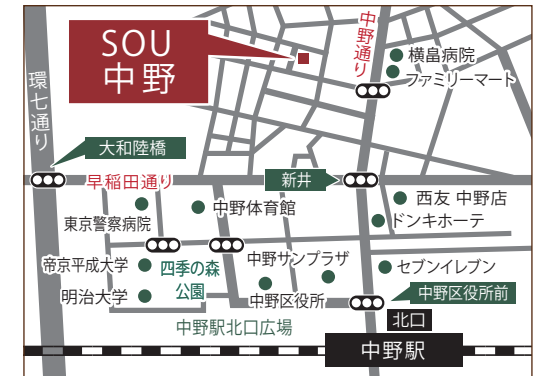 SOU
中野
中野通り
横畠病院
ファミリーマート
環七通り
大和陸橋
早稲田通り
新井
西友 中野店
ドンキホーテ
東京警察病院
中野体育館
帝京平成大学
四季の森
公園
中野サンプラザ
セブンイレブン
明治大学
中野区役所
中野区役所前
中野駅北口広場
北口
中野駅